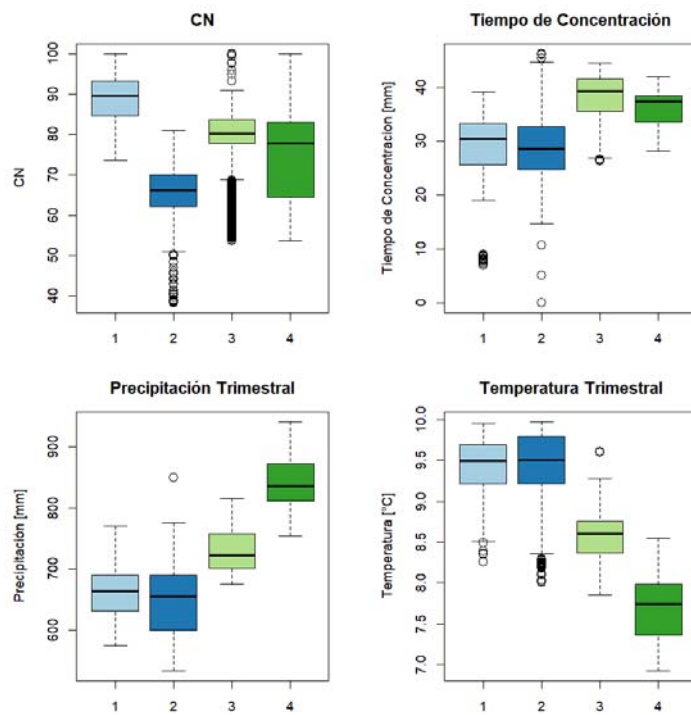 CN
CN
100
90
80
70
60
50
40
1 2 3 4
Tiempo de Concentración
Tiempo de Concentracion [mm]
40
30
20
10
0
1 2 3 4
Precipitación Trimestral
Precipitación [mm]
900
800
700
600
1 2 3 4
Temperatura Trimestral
Temperatura [°C]
10.0
9.5
9.0
8.5
8.0
7.5
7.0
1 2 3 4